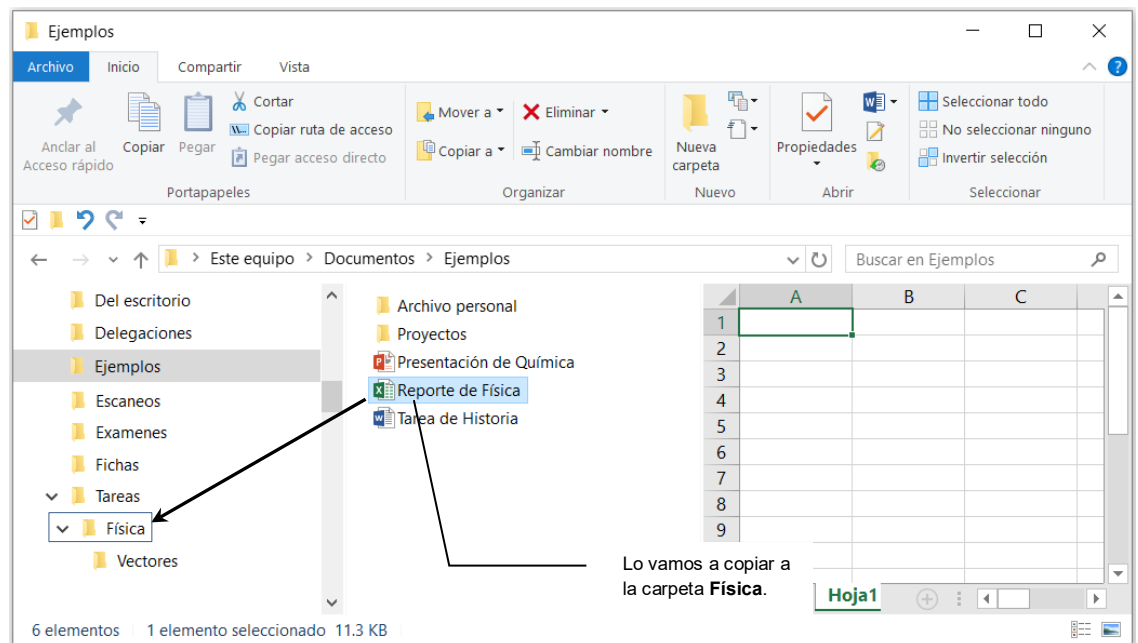 Ejemplos
Archivo Inicio Compartir Vista
Anclar al
Acceso rápido
Copiar
Pegar
Cortar
Copiar ruta de acceso
Pegar acceso directo
Portapapeles
Mover a
Copiar a
Eliminar
Cambiar nombre
Organizar
Nueva
carpeta
Nuevo
Propiedades
Abrir
Seleccionar todo
No seleccionar ninguno
Invertir selección
Seleccionar
Este equipo > Documentos > Ejemplos
Buscar en Ejemplos
Del escritorio
Delegaciones
Ejemplos
Escaneos
Examenes
Fichas
Tareas
Física
Vectores
Archivo personal
Proyectos
Presentación de Química
Reporte de Física
Tarea de Historia
A B C
1
2
3
4
5
6
7
8
9
Lo vamos a copiar a
la carpeta Física.
Hoja1
6 elementos 1 elemento seleccionado 11.3 KB